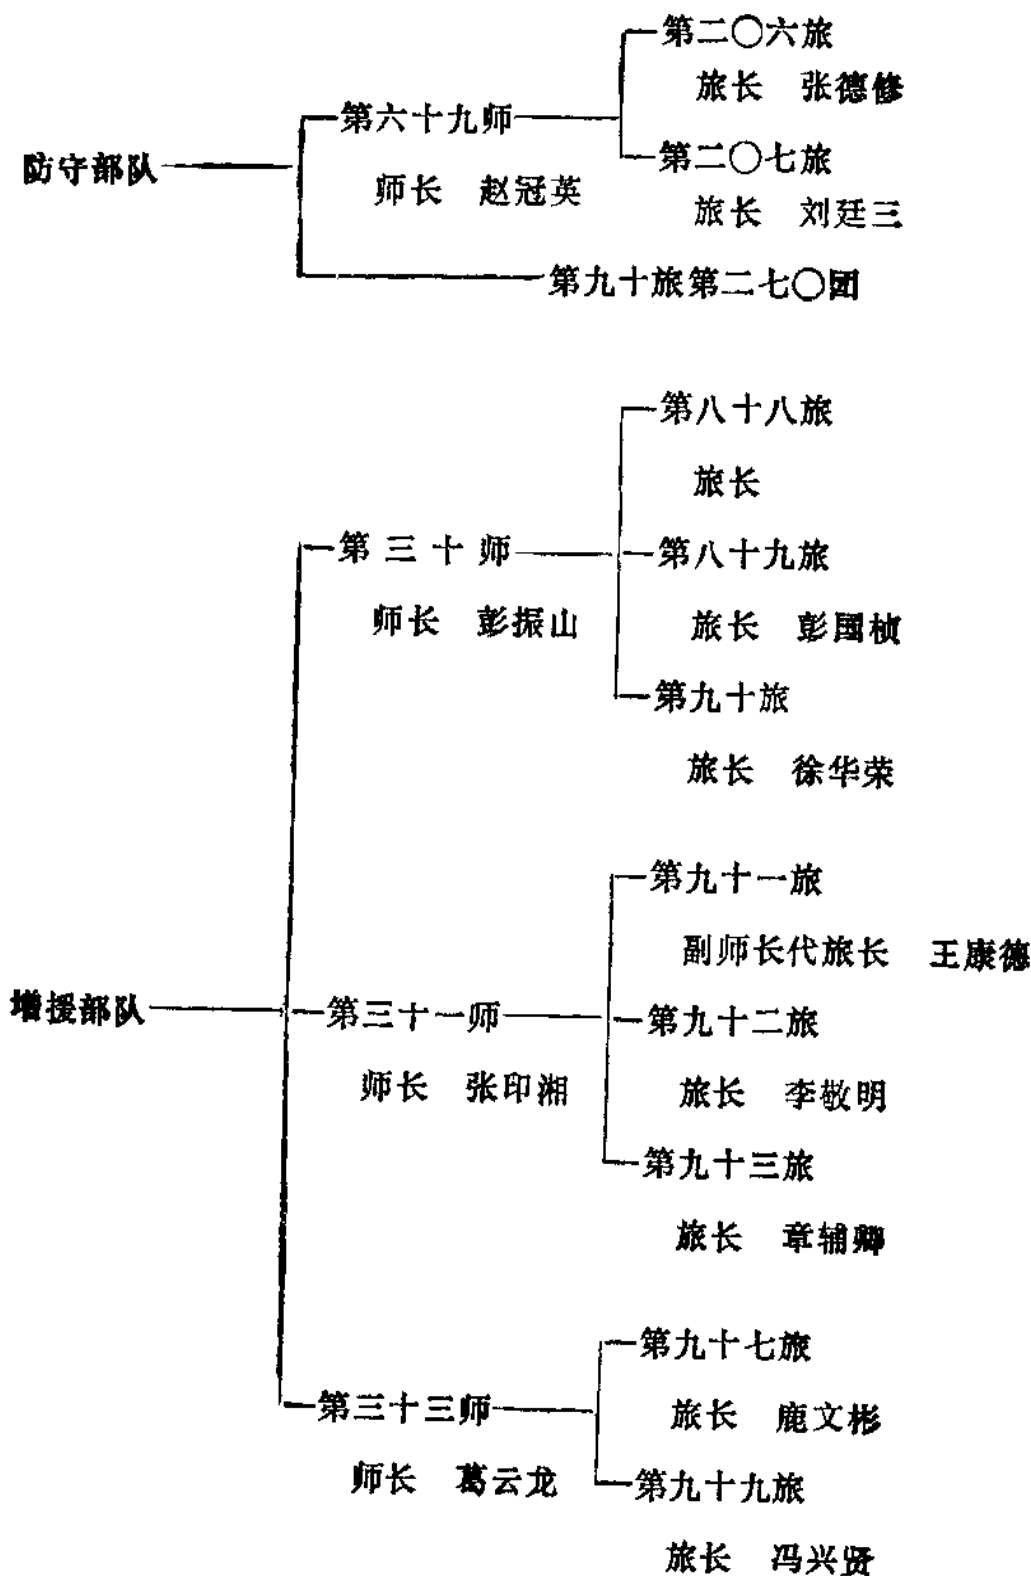 第二〇六旅
旅长 张德修
第六十九师
防守部队
师长 赵冠英
第二〇七旅
旅长 刘廷三
第九十旅第二七〇团
第八十八旅
旅长
第三十师
第八十九旅
师长 彭振山
旅长 彭國桢
第九十旅
旅长 徐华荣
第九十一旅
副师长代旅长 王康德
增援部队
第三十一师
第九十二旅
师长 张印湘
旅长 李敬明
第九十三旅
旅长 章辅卿
第九十七旅
第三十三师
旅长 鹿文彬
师长 葛云龙
第九十九旅
旅长 冯兴贤